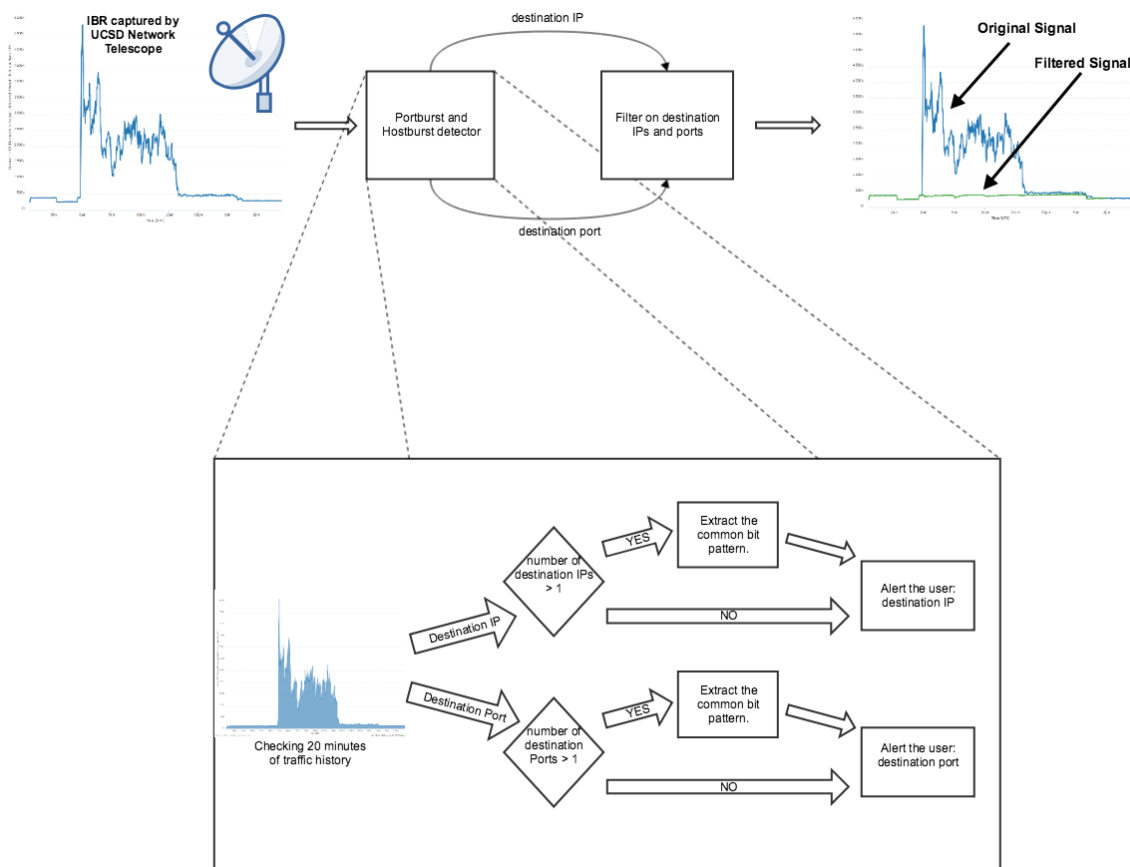 IBR captured by
UCSD Network
Telescope
destination IP
Portburst and
Hostburst detector
Filter on destination
IPs and ports
destination port
Original Signal
Filtered Signal
number of
destination IPs
> 1
YES
Extract the
common bit
pattern.
Alert the user:
destination IP
NO
Destination IP
Destination Port
Checking 20 minutes
of traffic history
number of
destination
Ports > 1
YES
Extract the
common bit
pattern.
Alert the user:
destination port
NO